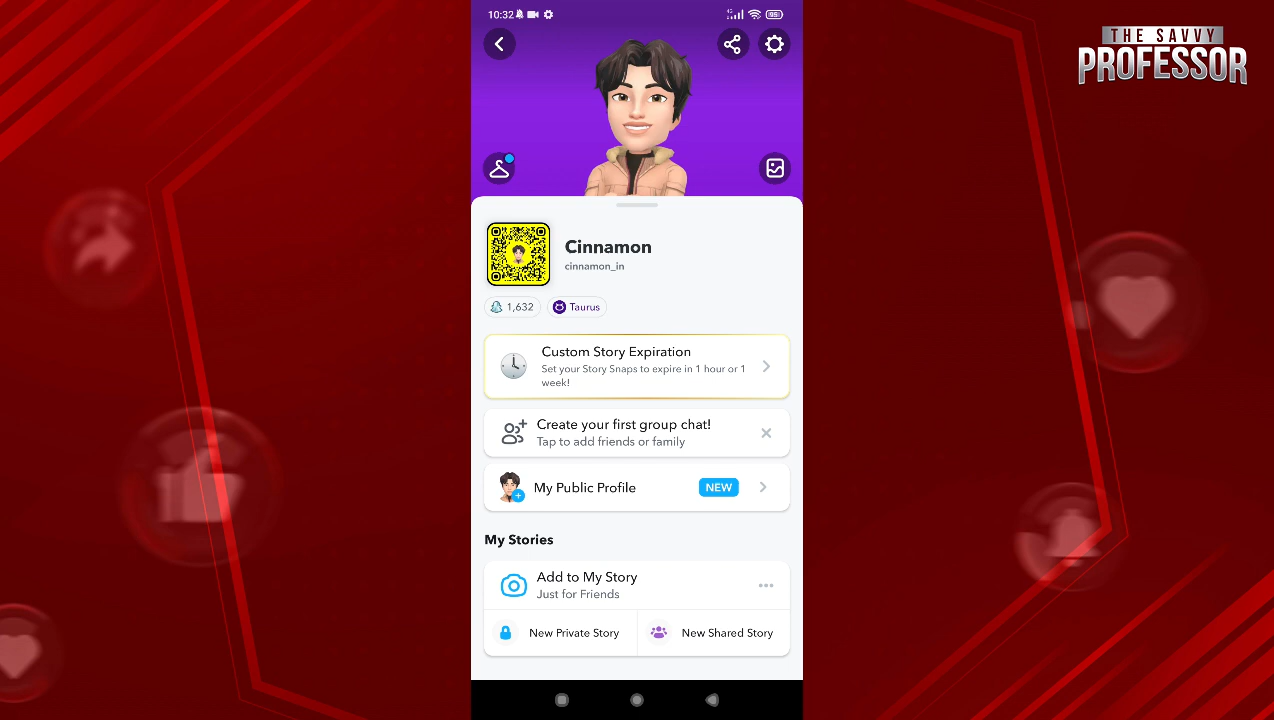 10:32
4G
95
THE SAVVY
PROFESSOR
Cinnamon
cinnamon_in
1,632
Taurus
Custom Story Expiration
Set your Story Snaps to expire in 1 hour or 1
week!
Create your first group chat!
Tap to add friends or family
My Public Profile
NEW
My Stories
Add to My Story
Just for Friends
New Private Story
New Shared Story